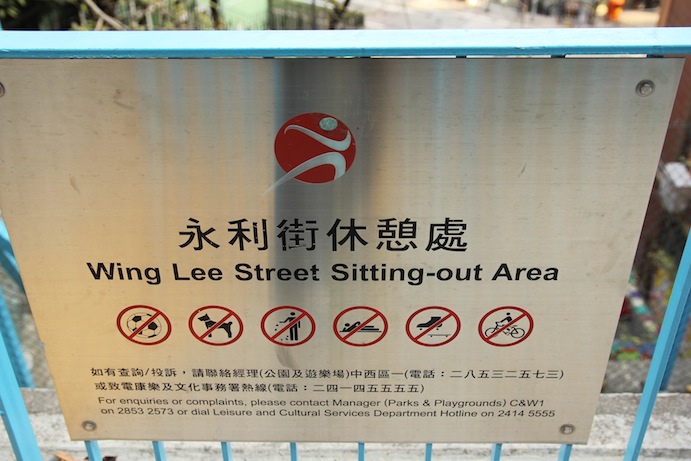 永利街休憩處
Wing Lee Street Sitting-out Area
如有查詢/投訴，請聯絡經理(公園及遊樂場)中西區一(電話：二八五三二五七三)
或致電康樂及文化事務署熱線(電話：二四一四五五五五)
For enquiries or complaints, please contact Manager (Parks & Playgrounds) C&W1
on 2853 2573 or dial Leisure and Cultural Services Department Hotline on 2414 5555